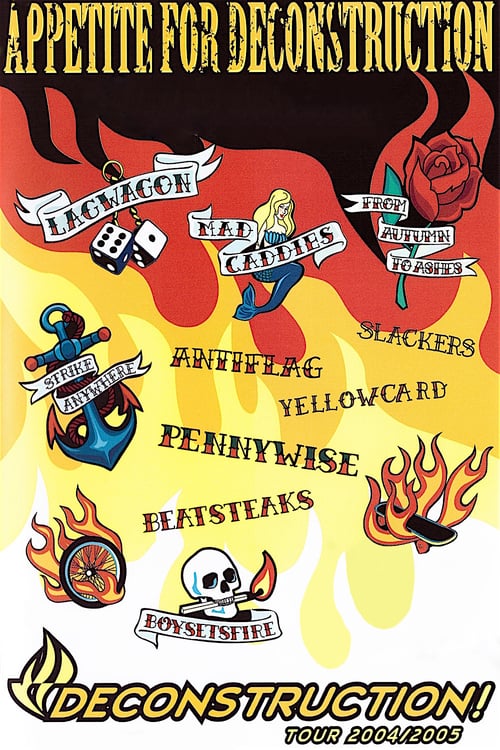 APPETITE FOR DECONSTRUCTION
LAGWAGON
MAD
CADDIES
FROM
AUTUMN
TO ASHES
SLACKERS
STRIKE
ANYWHERE
ANTIFLAG
YELLOWCARD
PENNYWISE
BEATSTEAKS
BOYSETSFIRE
DECONSTRUCTION!
TOUR 2004/2005